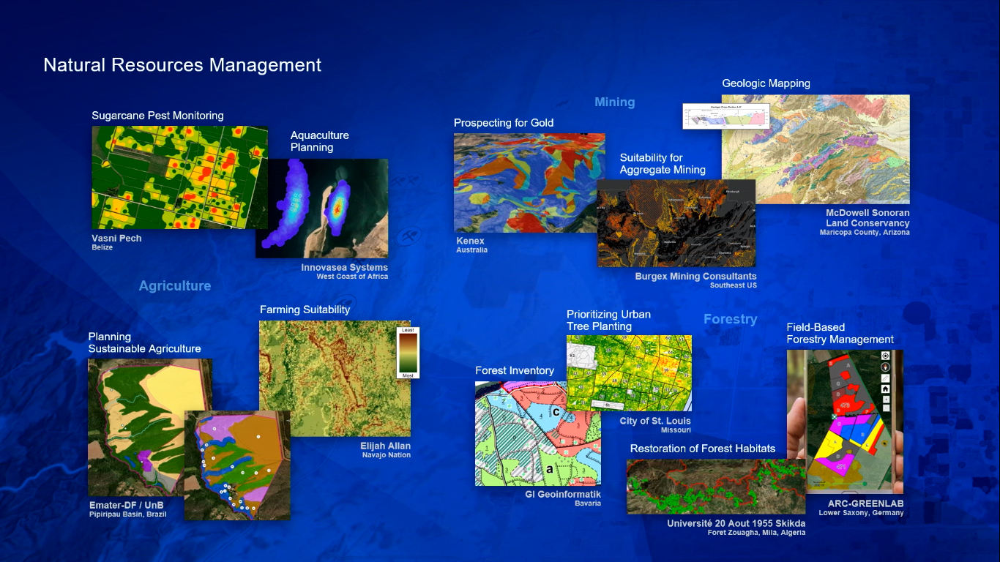 Natural Resources Management
Sugarcane Pest Monitoring
Vasni Pech
Belize
Aquaculture
Planning
Innovasea Systems
West Coast of Africa
Agriculture
Planning
Sustainable Agriculture
Emater-DF / UnB
Pipiripau Basin, Brazil
Farming Suitability
Least
Most
Elijah Allan
Navajo Nation
Mining
Prospecting for Gold
Kenex
Australia
Suitability for
Aggregate Mining
Burgex Mining Consultants
Southeast US
Geologic Mapping
McDowell Sonoran
Land Conservancy
Maricopa County, Arizona
Forestry
Forest Inventory
c
a
GI Geoinformatik
Bavaria
Prioritizing Urban
Tree Planting
82
81
City of St. Louis
Missouri
Restoration of Forest Habitats
Université 20 Aout 1955 Skikda
Foret Zouagha, Mila, Algeria
Field-Based
Forestry Management
473
471
ARC-GREENLAB
Lower Saxony, Germany